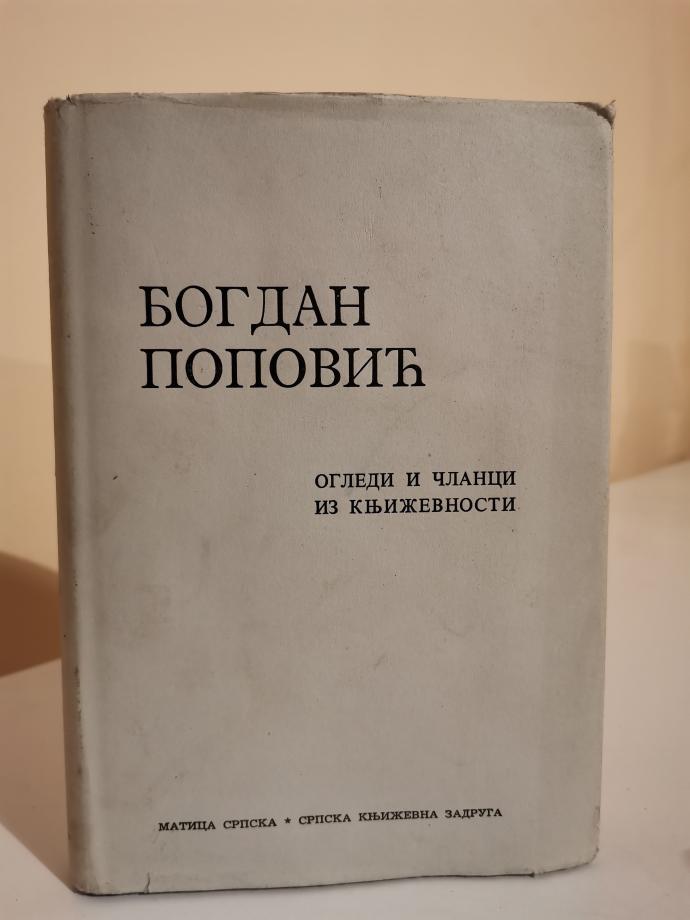 БОГДАН
ПОПОВИЋ
ОГЛЕДИ И ЧЛАНЦИ
ИЗ КЊИЖЕВНОСТИ
МАТИЦА СРПСКА * СРПСКА КЊИЖЕВНА ЗАДРУГА